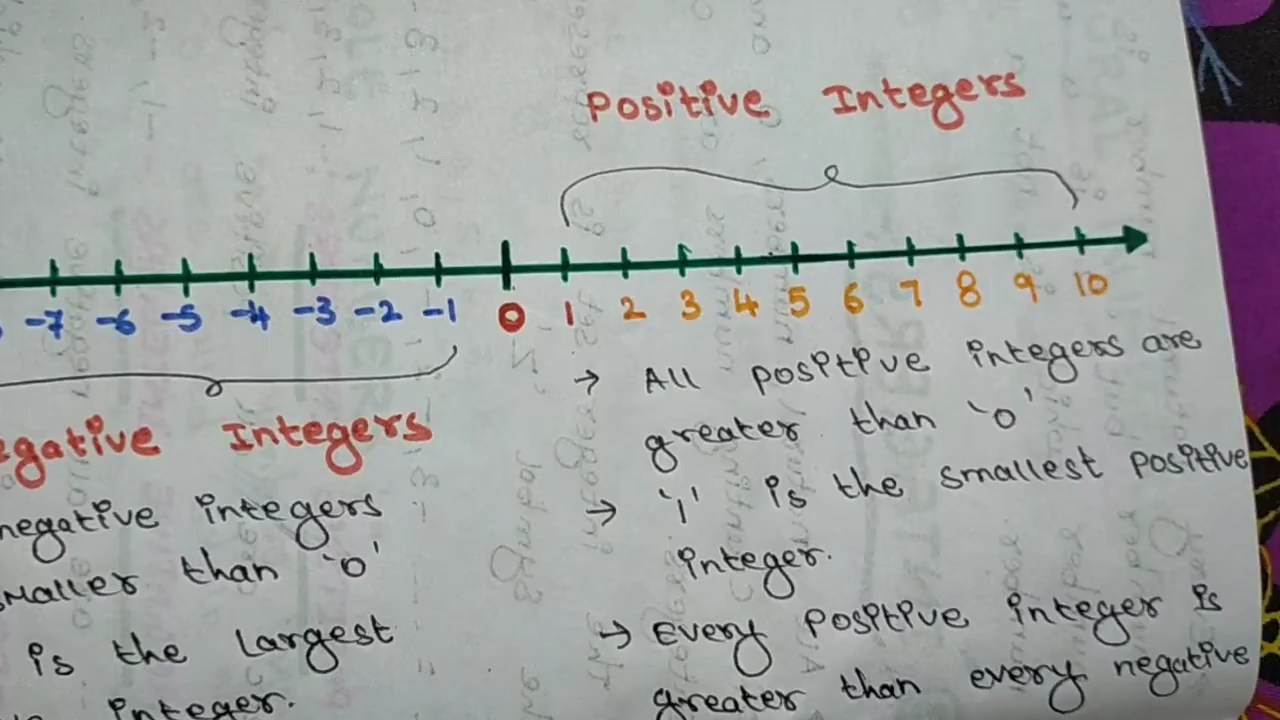 Positive Integers
-7 -6 -5 -4 -3 -2 -1 0 1 2 3 4 5 6 7 8 9 10
egative Integers
negative integers
smaller than '0'
is the largest
integer.
→ All positive integers are
greater than '0'
→ '1' is the smallest positive
integer.
→ Every positive integer is
greater than every negative